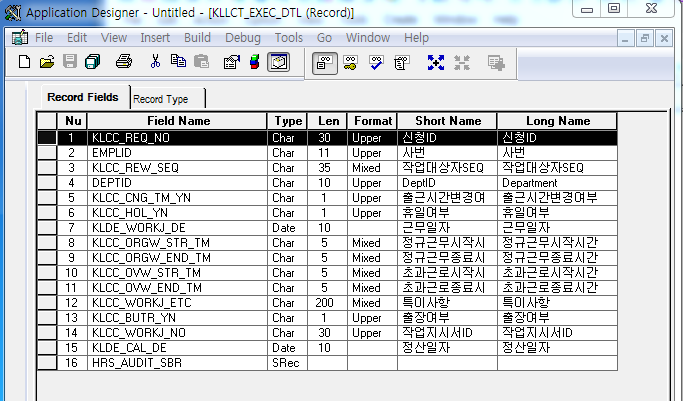 Application Designer - Untitled - [KLLCT_EXEC_DTL (Record)]
File Edit View Insert Build Debug Tools Go Window Help
Record Fields Record Type
Nu Field Name Type Len Format Short Name Long Name
1 KLCC_REQ_NO Char 30 Upper 신청ID 신청ID
2 EMPLID Char 11 Upper 사번 사번
3 KLCC_REW_SEQ Char 35 Mixed 작업대상자SEQ 작업대상자SEQ
4 DEPTID Char 10 Upper DeptID Department
5 KLCC_CNG_TM_YN Char 1 Upper 출근시간변경여 출근시간변경여부
6 KLCC_HOL_YN Char 1 Upper 휴일여부 휴일여부
7 KLDE_WORKJ_DE Date 10 근무일자 근무일자
8 KLCC_ORGW_STR_TM Char 5 Mixed 정규근무시작시 정규근무시작시간
9 KLCC_ORGW_END_TM Char 5 Mixed 정규근무종료시 정규근무종료시간
10 KLCC_OVW_STR_TM Char 5 Mixed 초과근로시작시 초과근로시작시간
11 KLCC_OVW_END_TM Char 5 Mixed 초과근로종료시 초과근로종료시간
12 KLCC_WORKJ_ETC Char 200 Mixed 특이사항 특이사항
13 KLCC_BUTR_YN Char 1 Upper 출장여부 출장여부
14 KLCC_WORKJ_NO Char 30 Upper 작업지시서ID 작업지시서ID
15 KLDE_CAL_DE Date 10 정산일자 정산일자
16 HRS_AUDIT_SBR SRec